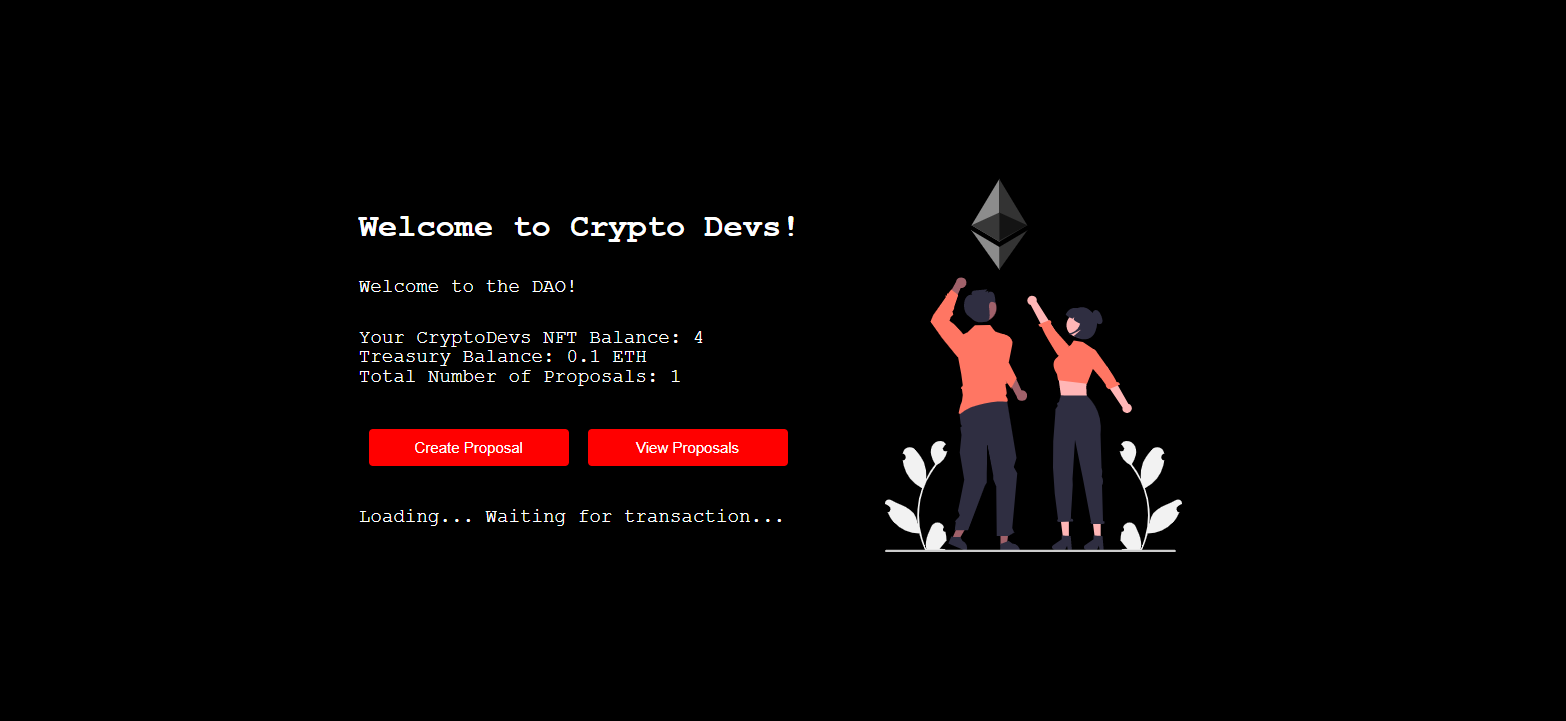 Welcome to Crypto Devs!
Welcome to the DAO!
Your CryptoDevs NFT Balance: 4
Treasury Balance: 0.1 ETH
Total Number of Proposals: 1
Create Proposal
View Proposals
Loading... Waiting for transaction...